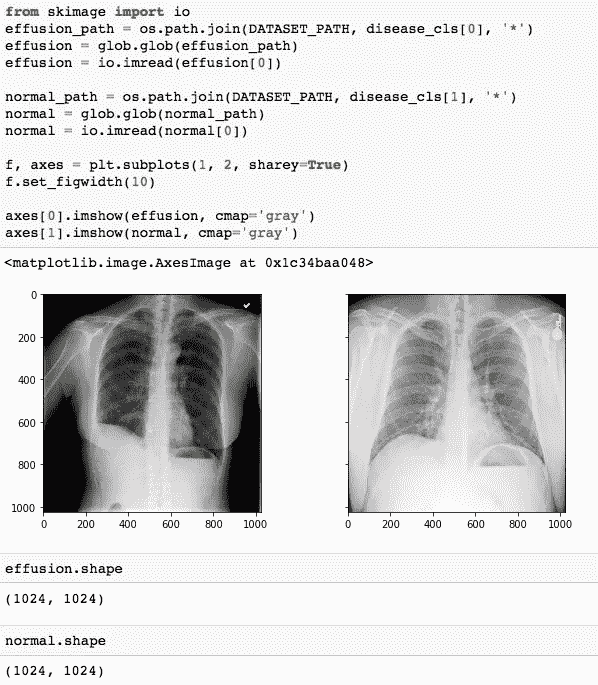 from skimage import io
effusion_path = os.path.join(DATASET_PATH, disease_cls[0], '*')
effusion = glob.glob(effusion_path)
effusion = io.imread(effusion[0])
normal_path = os.path.join(DATASET_PATH, disease_cls[1], '*')
normal = glob.glob(normal_path)
normal = io.imread(normal[0])
f, axes = plt.subplots(1, 2, sharey=True)
f.set_figwidth(10)
axes[0].imshow(effusion, cmap='gray')
axes[1].imshow(normal, cmap='gray')
<matplotlib.image.AxesImage at 0x1c34baa048>
0
200
400
600
800
1000
0 200 400 600 800 1000
0 200 400 600 800 1000
effusion.shape
(1024, 1024)
normal.shape
(1024, 1024)